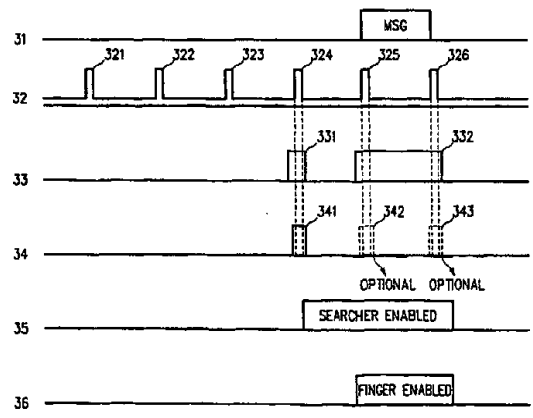 31 MSG
32 321 322 323 324 325 326
33 331 332
34 341 342 343
OPTIONAL OPTIONAL
35 SEARCHER ENABLED
36 FINGER ENABLED